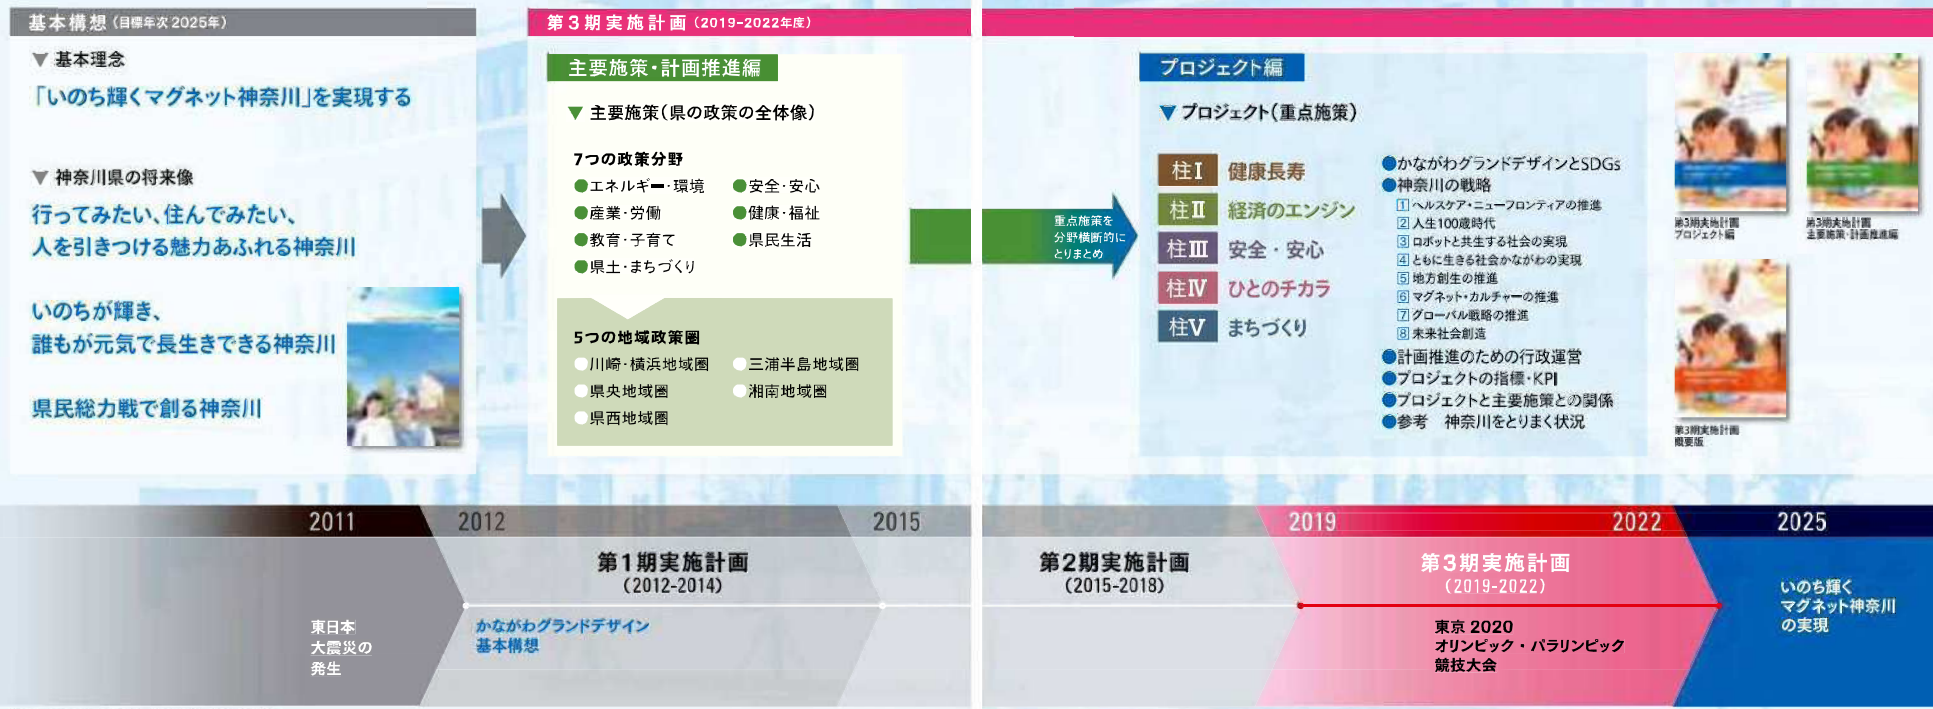 基本構想（目標年次2025年）
▼基本理念
「いのち輝くマグネット神奈川」を実現する
▼神奈川県の将来像
行ってみたい、住んでみたい、
人を引きつける魅力あふれる神奈川
いのちが輝き、
誰もが元気で長生きできる神奈川
県民総力戦で創る神奈川
第3期実施計画（2019-2022年度）
主要施策・計画推進編
▼主要施策（県の政策の全体像）
7つの政策分野
●エネルギー・環境 ●安全・安心
●産業・労働 ●健康・福祉
●教育・子育て ●県民生活
●県土・まちづくり
5つの地域政策圏
●川崎・横浜地域圏 ●三浦半島地域圏
●県央地域圏 ●湘南地域圏
●県西地域圏
重点施策を
分野横断的に
とりまとめ
プロジェクト編
▼プロジェクト（重点施策）
柱Ⅰ 健康長寿
柱Ⅱ 経済のエンジン
柱Ⅲ 安全・安心
柱Ⅳ ひとのチカラ
柱Ⅴ まちづくり
●かながわグランドデザインとSDGs
●神奈川の戦略
1 ヘルスケア・ニューフロンティアの推進
2 人生100歳時代
3 ロボットと共生する社会の実現
4 ともに生きる社会かながわの実現
5 地方創生の推進
6 マグネット・カルチャーの推進
7 グローバル戦略の推進
8 未来社会創造
●計画推進のための行政運営
●プロジェクトの指標・KPI
●プロジェクトと主要施策との関係
●参考　神奈川をとりまく状況
第3期実施計画
プロジェクト編
第3期実施計画
主要施策・計画推進編
第3期実施計画
概要版
2011 2012 2015 2019 2022 2025
第1期実施計画
（2012-2014）
第2期実施計画
（2015-2018）
第3期実施計画
（2019-2022）
東日本
大震災の
発生
かながわグランドデザイン
基本構想
東京 2020
オリンピック・パラリンピック
競技大会
いのち輝く
マグネット神奈川
の実現